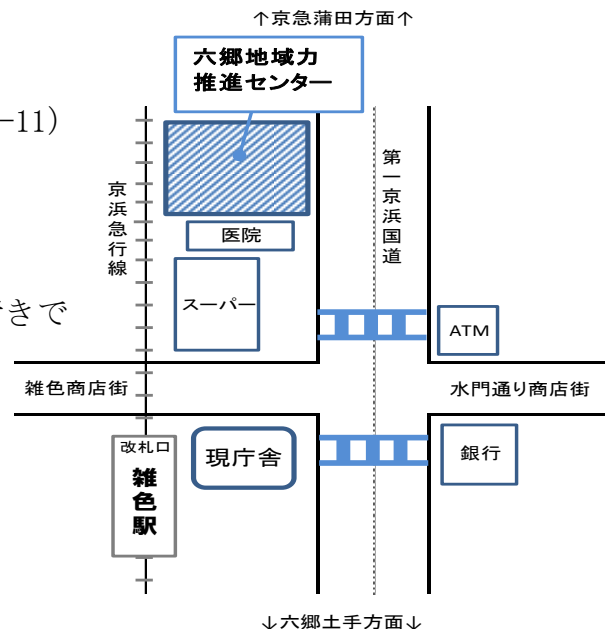 ↑京急蒲田方面↑
六郷地域力
推進センター
-11)
京浜急行線
第一京浜国道
医院
スーパー
きで
ATM
雑色商店街
水門通り商店街
改札口
雑色駅
現庁舎
銀行
↓六郷土手方面↓